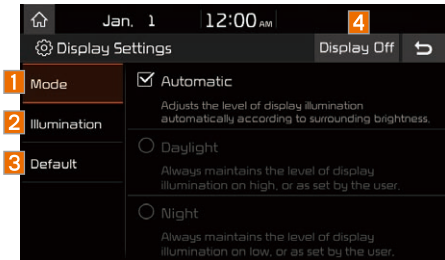 Jan. 1 12:00 AM
4
Display Settings Display Off
1 Mode
Automatic
Adjusts the level of display illumination
automatically according to surrounding brightness.
2 Illumination
Daylight
3 Default
Always maintains the level of display
illumination on high, or as set by the user.
Night
Always maintains the level of display
illumination on low, or as set by the user.